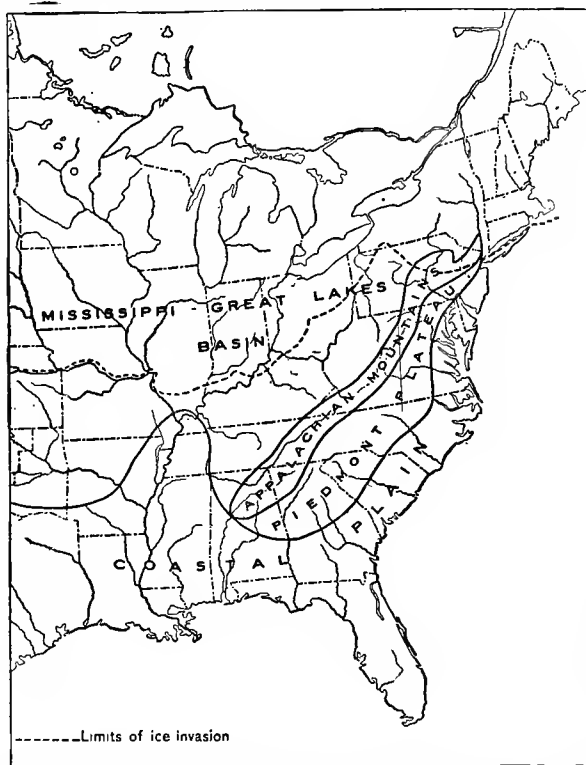 MISSISSIPPI - GREAT LAKES
BASIN
APPALACHIAN MOUNTAINS
PIEDMONT PLATEAU
COASTAL PLAIN
Limits of ice invasion